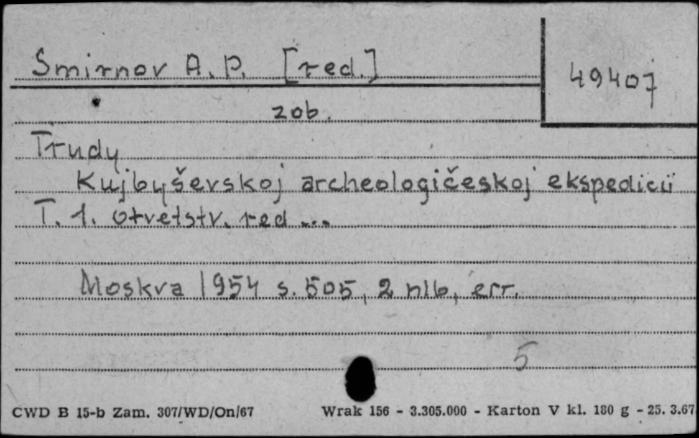 Smirnov A. P. [red.]
49407
zob.
Trudy
Kujbyševskoj archeologičeskoj ekspedicii
T. 1. otvetstv. red ...
Moskva 1954 s. 505, 2 nlb, err.
5
CWD B 15-b Zam. 307/WD/On/67 Wrak 156 - 3.305.000 - Karton V kl. 180 g - 25. 3.67